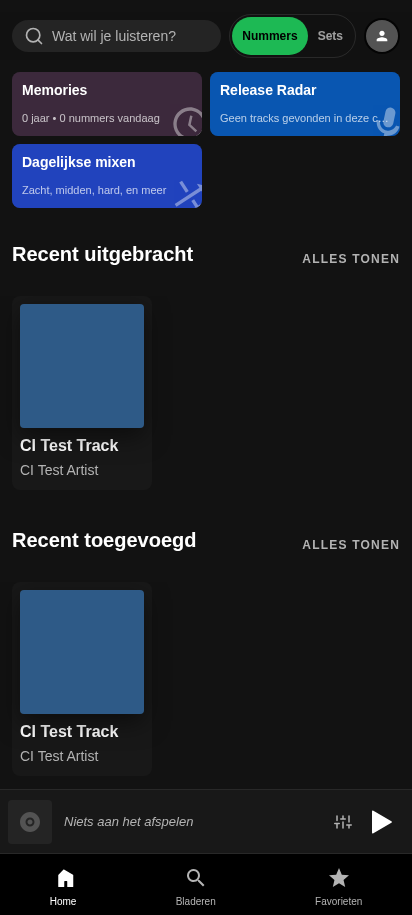 Wat wil je luisteren?
Nummers
Sets
Memories
0 jaar • 0 nummers vandaag
Release Radar
Geen tracks gevonden in deze c...
Dagelijkse mixen
Zacht, midden, hard, en meer
Recent uitgebracht
ALLES TONEN
CI Test Track
CI Test Artist
Recent toegevoegd
ALLES TONEN
CI Test Track
CI Test Artist
Niets aan het afspelen
Home
Bladeren
Favorieten